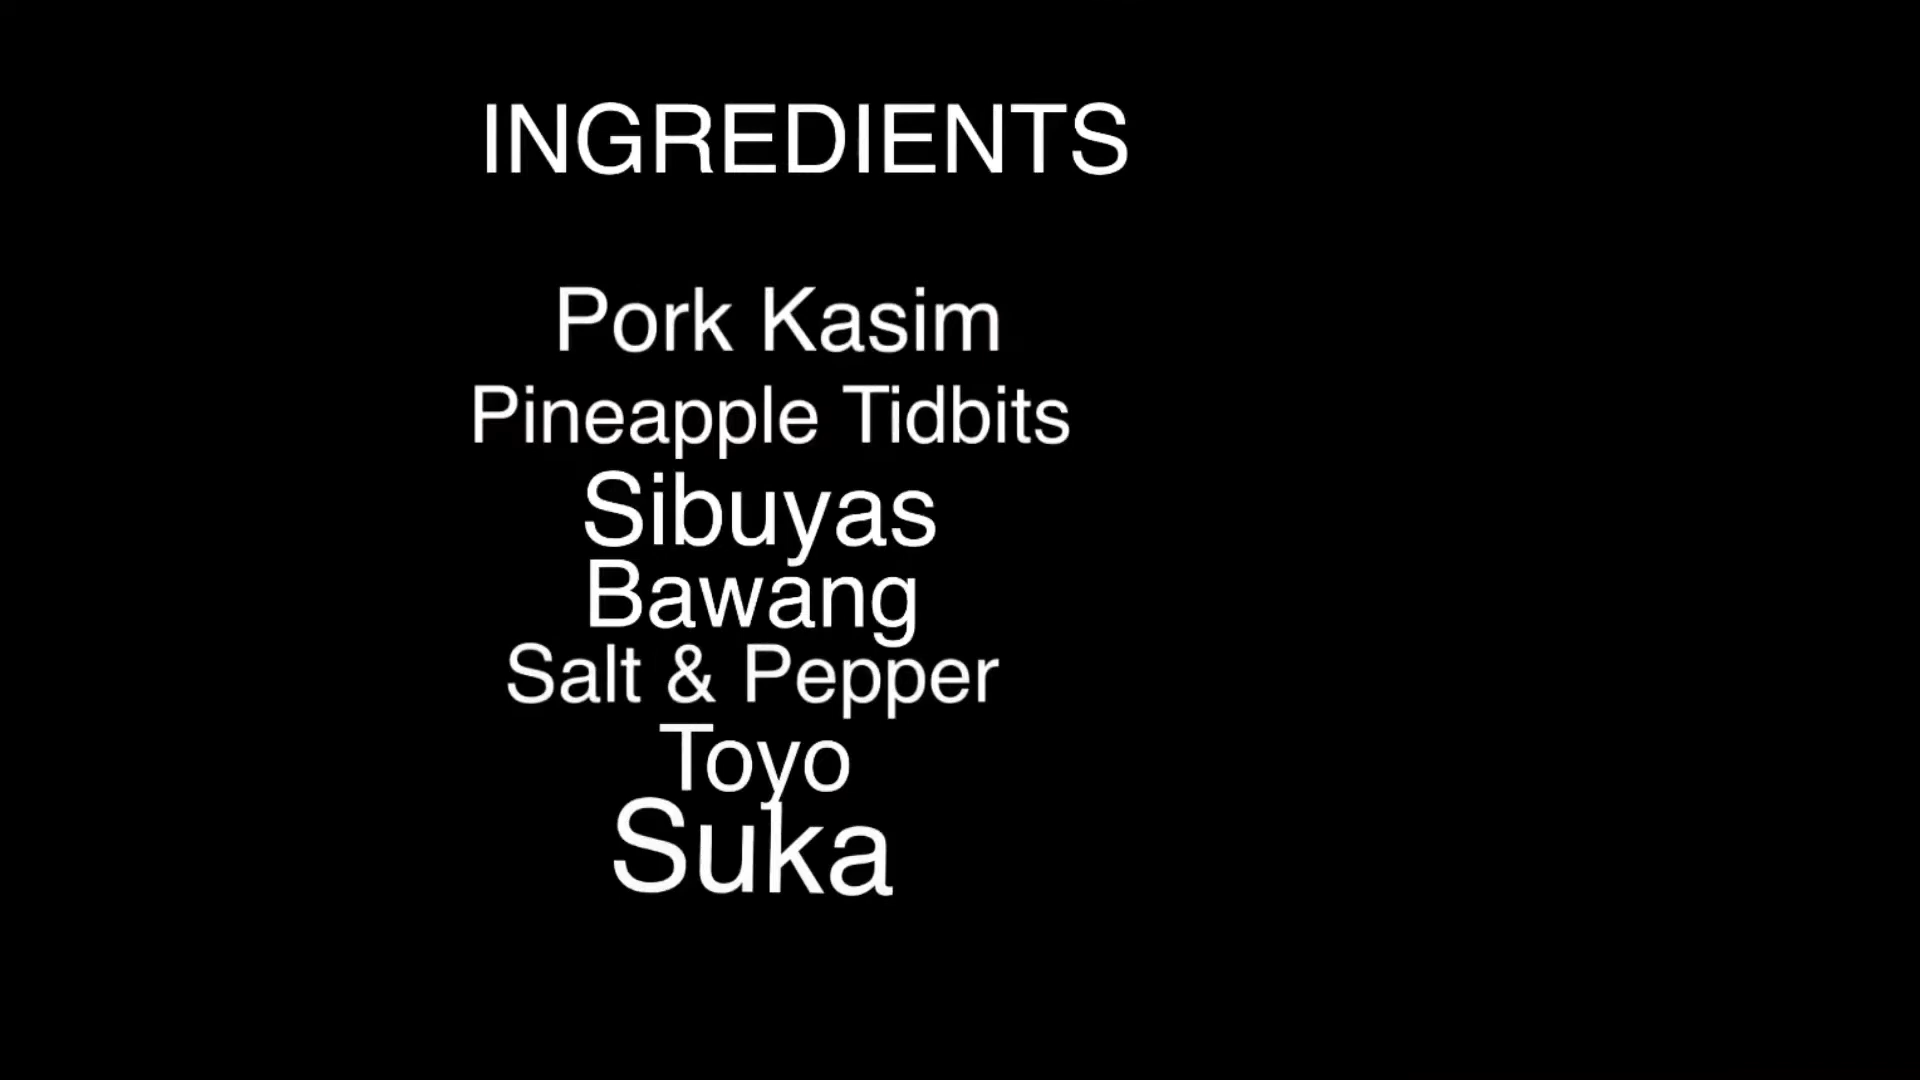 INGREDIENTS
Pork Kasim
Pineapple Tidbits
Sibuyas
Bawang
Salt & Pepper
Toyo
Suka